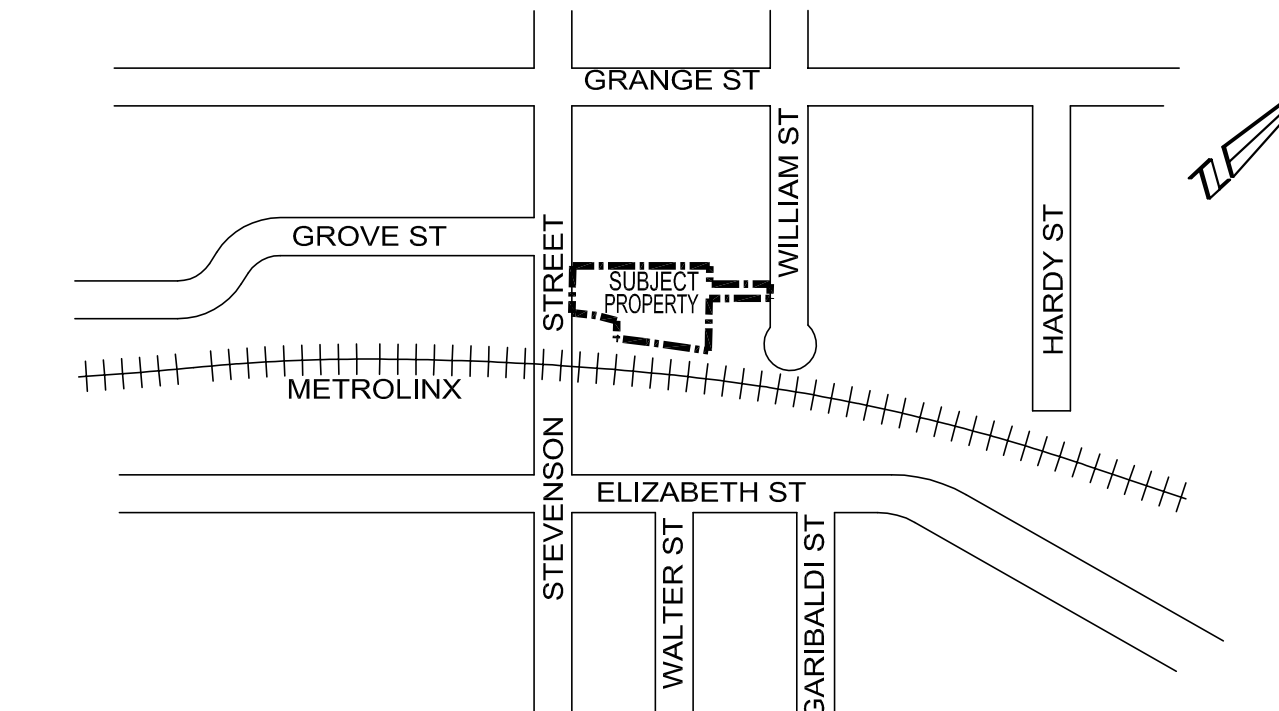 GRANGE ST
WILLIAM ST
GROVE ST
STEVENSON STREET
HARDY ST
SUBJECT
PROPERTY
METROLINX
ELIZABETH ST
WALTER ST
GARIBALDI ST